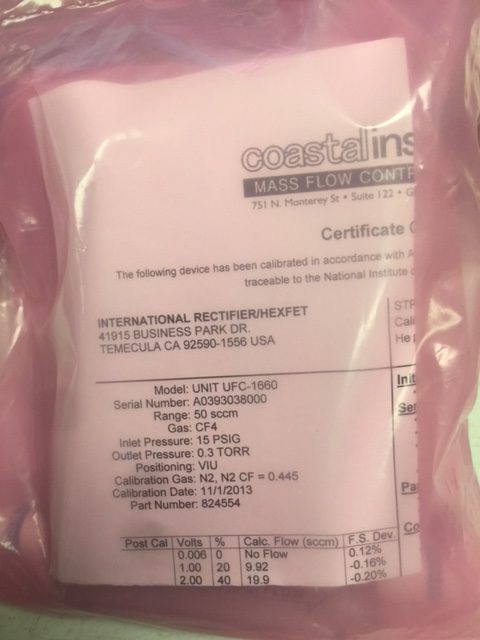 coastalins
MASS FLOW CONTR
751 N. Monterey St • Suite 122 • G
Certificate
The following device has been calibrated in accordance with A
traceable to the National Institute
INTERNATIONAL RECTIFIER/HEXFET
41915 BUSINESS PARK DR.
TEMECULA CA 92590-1556 USA
STP
Cali
He
Model: UNIT UFC-1660
Serial Number: A0393038000
Range: 50 sccm
Gas: CF4
Inlet Pressure: 15 PSIG
Outlet Pressure: 0.3 TORR
Positioning: VIU
Calibration Gas: N2, N2 CF = 0.445
Calibration Date: 11/1/2013
Part Number: 824554
Init
Ser
Pa
Co
Post Cal Volts % Calc. Flow (sccm) F.S. Dev.
0.006 0 No Flow 0.12%
1.00 20 9.92 -0.16%
2.00 40 19.9 -0.20%